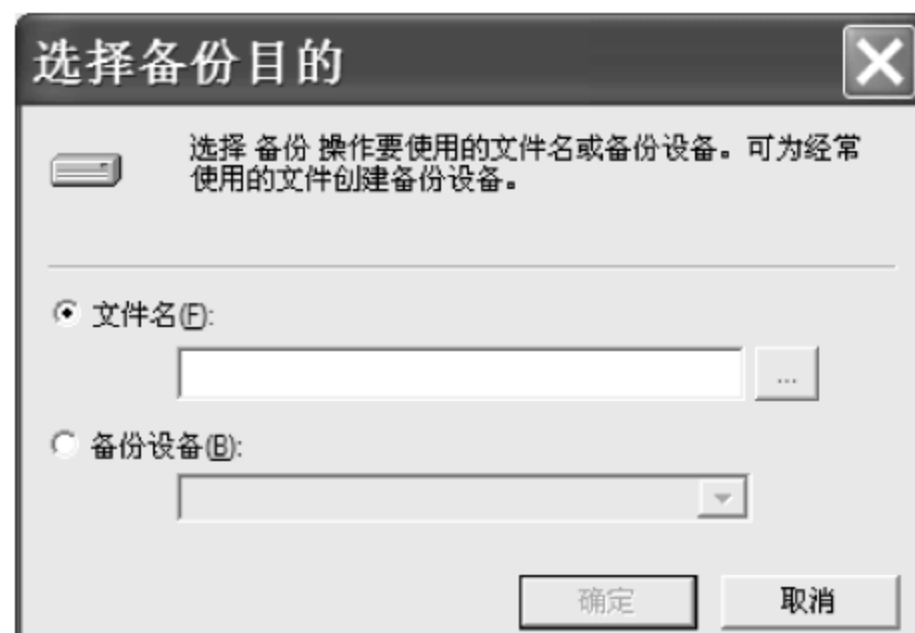 选择备份目的
选择 备份 操作要使用的文件名或备份设备。可为经常
使用的文件创建备份设备。
文件名(F):
...
备份设备(B):
确定
取消